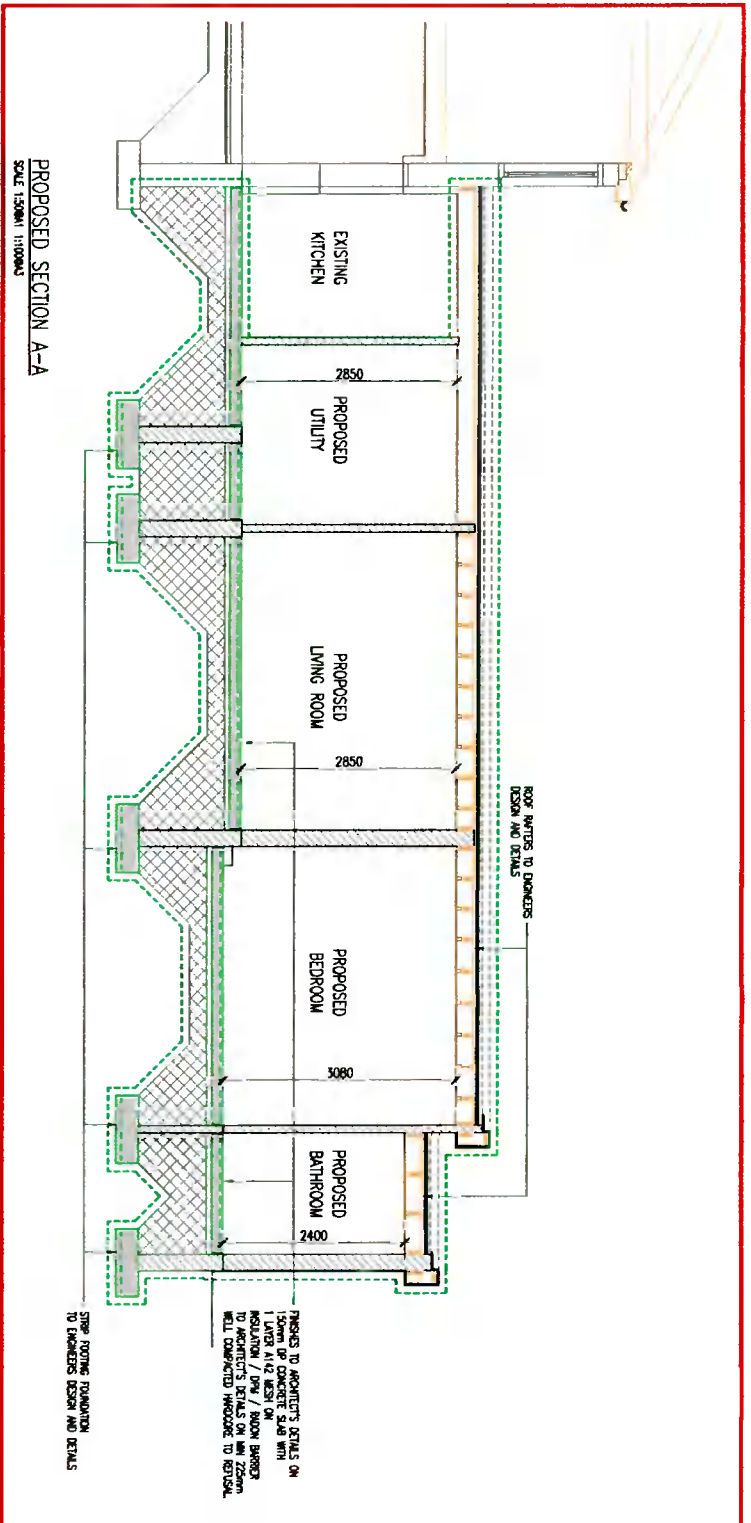 EXISTING
KITCHEN
2850
PROPOSED
UTILITY
PROPOSED
LIVING ROOM
2850
PROPOSED
BEDROOM
3080
PROPOSED
BATHROOM
2400
ROOF RAFTERS TO ENGINEERS
DESIGN AND DETAILS
FINISHES TO ARCHITECT'S DETAILS ON
150mm DP CONCRETE SLAB WITH
1 LAYER A142 MESH ON
INSULATION / DPM / RADON BARRIER
TO ARCHITECT'S DETAILS ON MIN 225mm
WELL COMPACTED HARDCORE TO REFUSAL
STRIP FOOTING FOUNDATION
TO ENGINEERS DESIGN AND DETAILS
PROPOSED SECTION A-A
SCALE 1:50@A1 1:100@A3